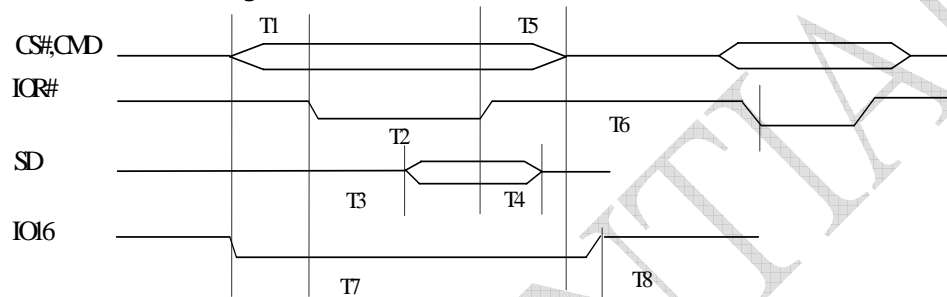 T1 T5
CS#,CMD
IOR#
T2 T6
SD
T3 T4
IO16
T7 T8